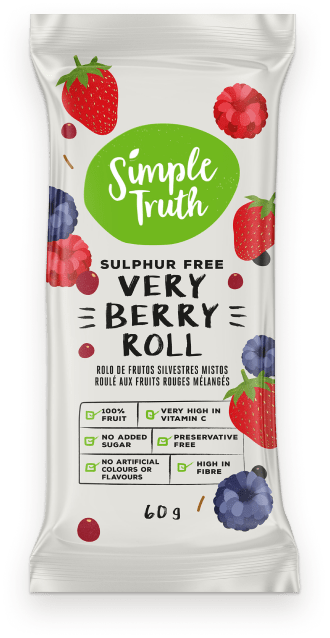 Simple
Truth
SULPHUR FREE
VERY
BERRY
ROLL
ROLO DE FRUTOS SILVESTRES MISTOS
ROULÉ AUX FRUITS ROUGES MÉLANGÉS
100% FRUIT
VERY HIGH IN VITAMIN C
NO ADDED SUGAR
PRESERVATIVE FREE
NO ARTIFICIAL COLOURS OR FLAVOURS
HIGH IN FIBRE
60 g